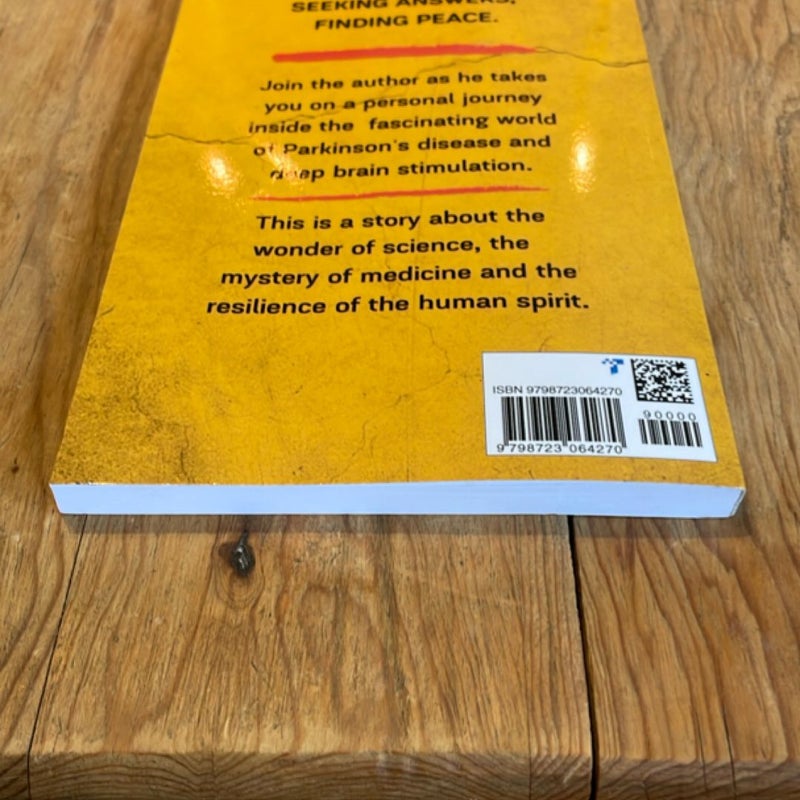 SEEKING ANSWERS,
FINDING PEACE.
Join the author as he takes
you on a personal journey
inside the fascinating world
of Parkinson's disease and
deep brain stimulation.
This is a story about the
wonder of science, the
mystery of medicine and the
resilience of the human spirit.
ISBN 9798723064270
90000
9 798723 064270